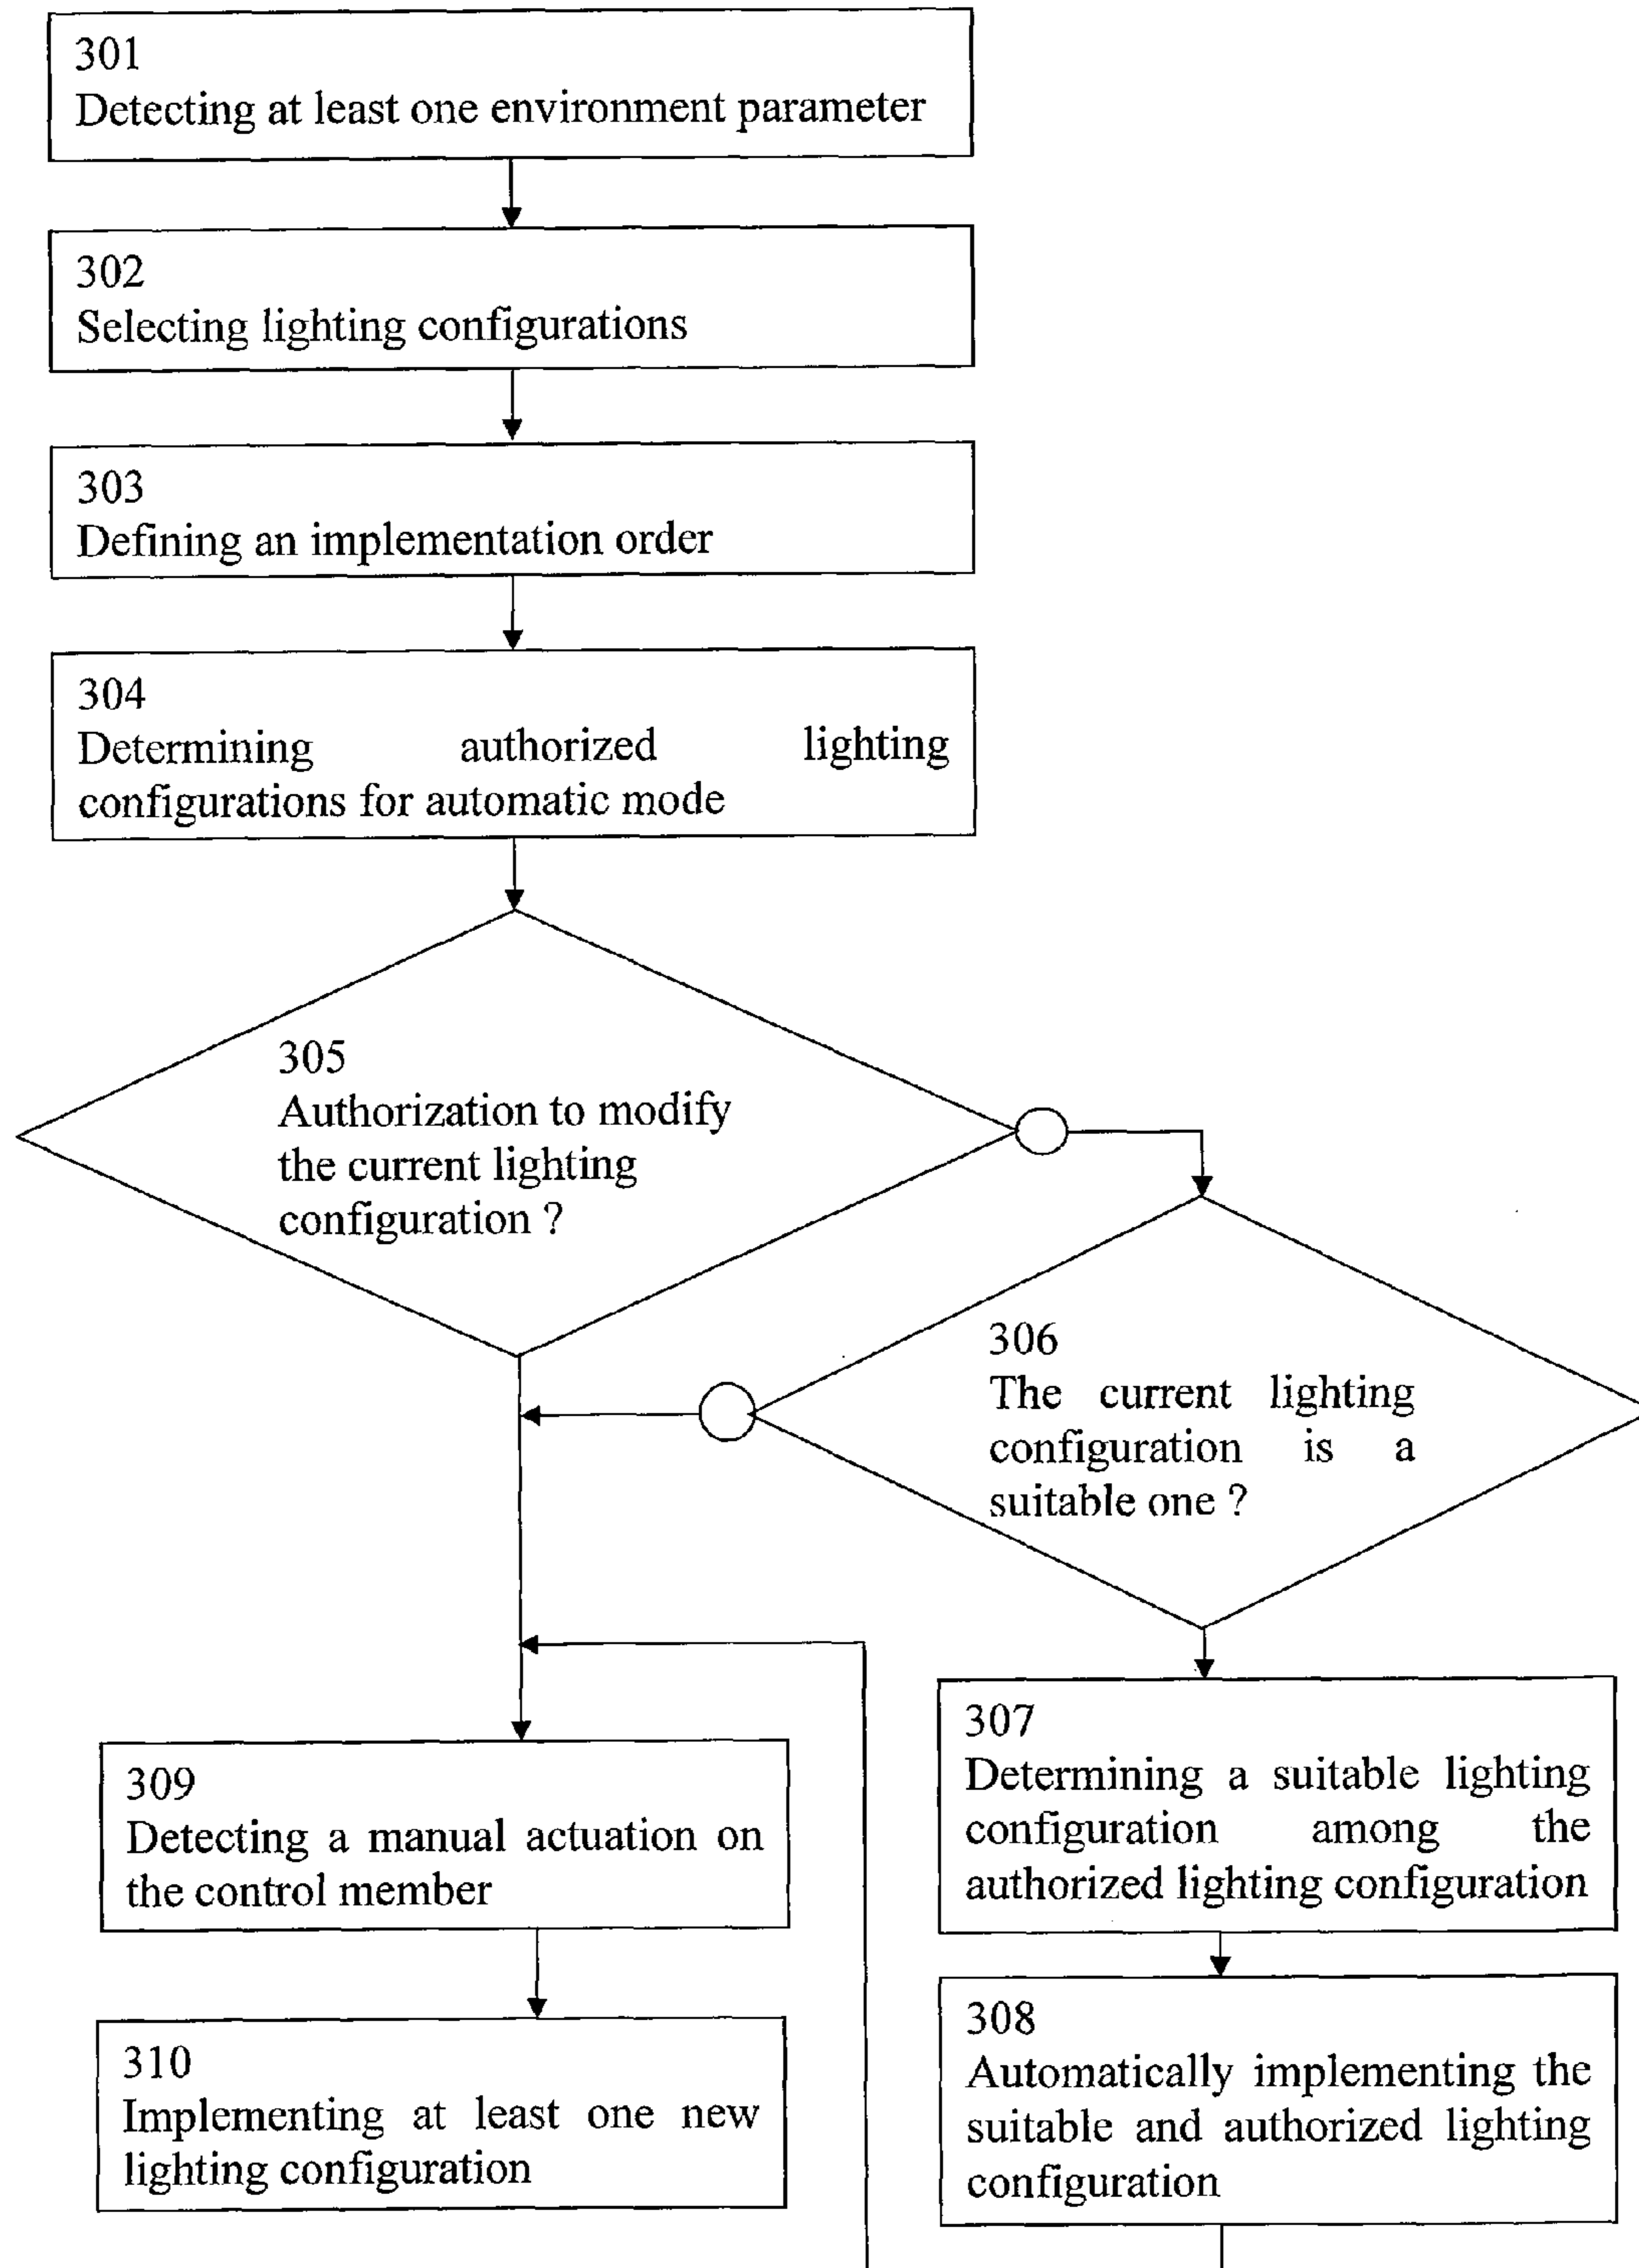 301
Detecting at least one environment parameter
302
Selecting lighting configurations
303
Defining an implementation order
304
Determining authorized lighting
configurations for automatic mode
305
Authorization to modify
the current lighting
configuration ?
306
The current lighting
configuration is a
suitable one ?
307
Determining a suitable lighting
configuration among the
authorized lighting configuration
309
Detecting a manual actuation on
the control member
308
Automatically implementing the
suitable and authorized lighting
configuration
310
Implementing at least one new
lighting configuration